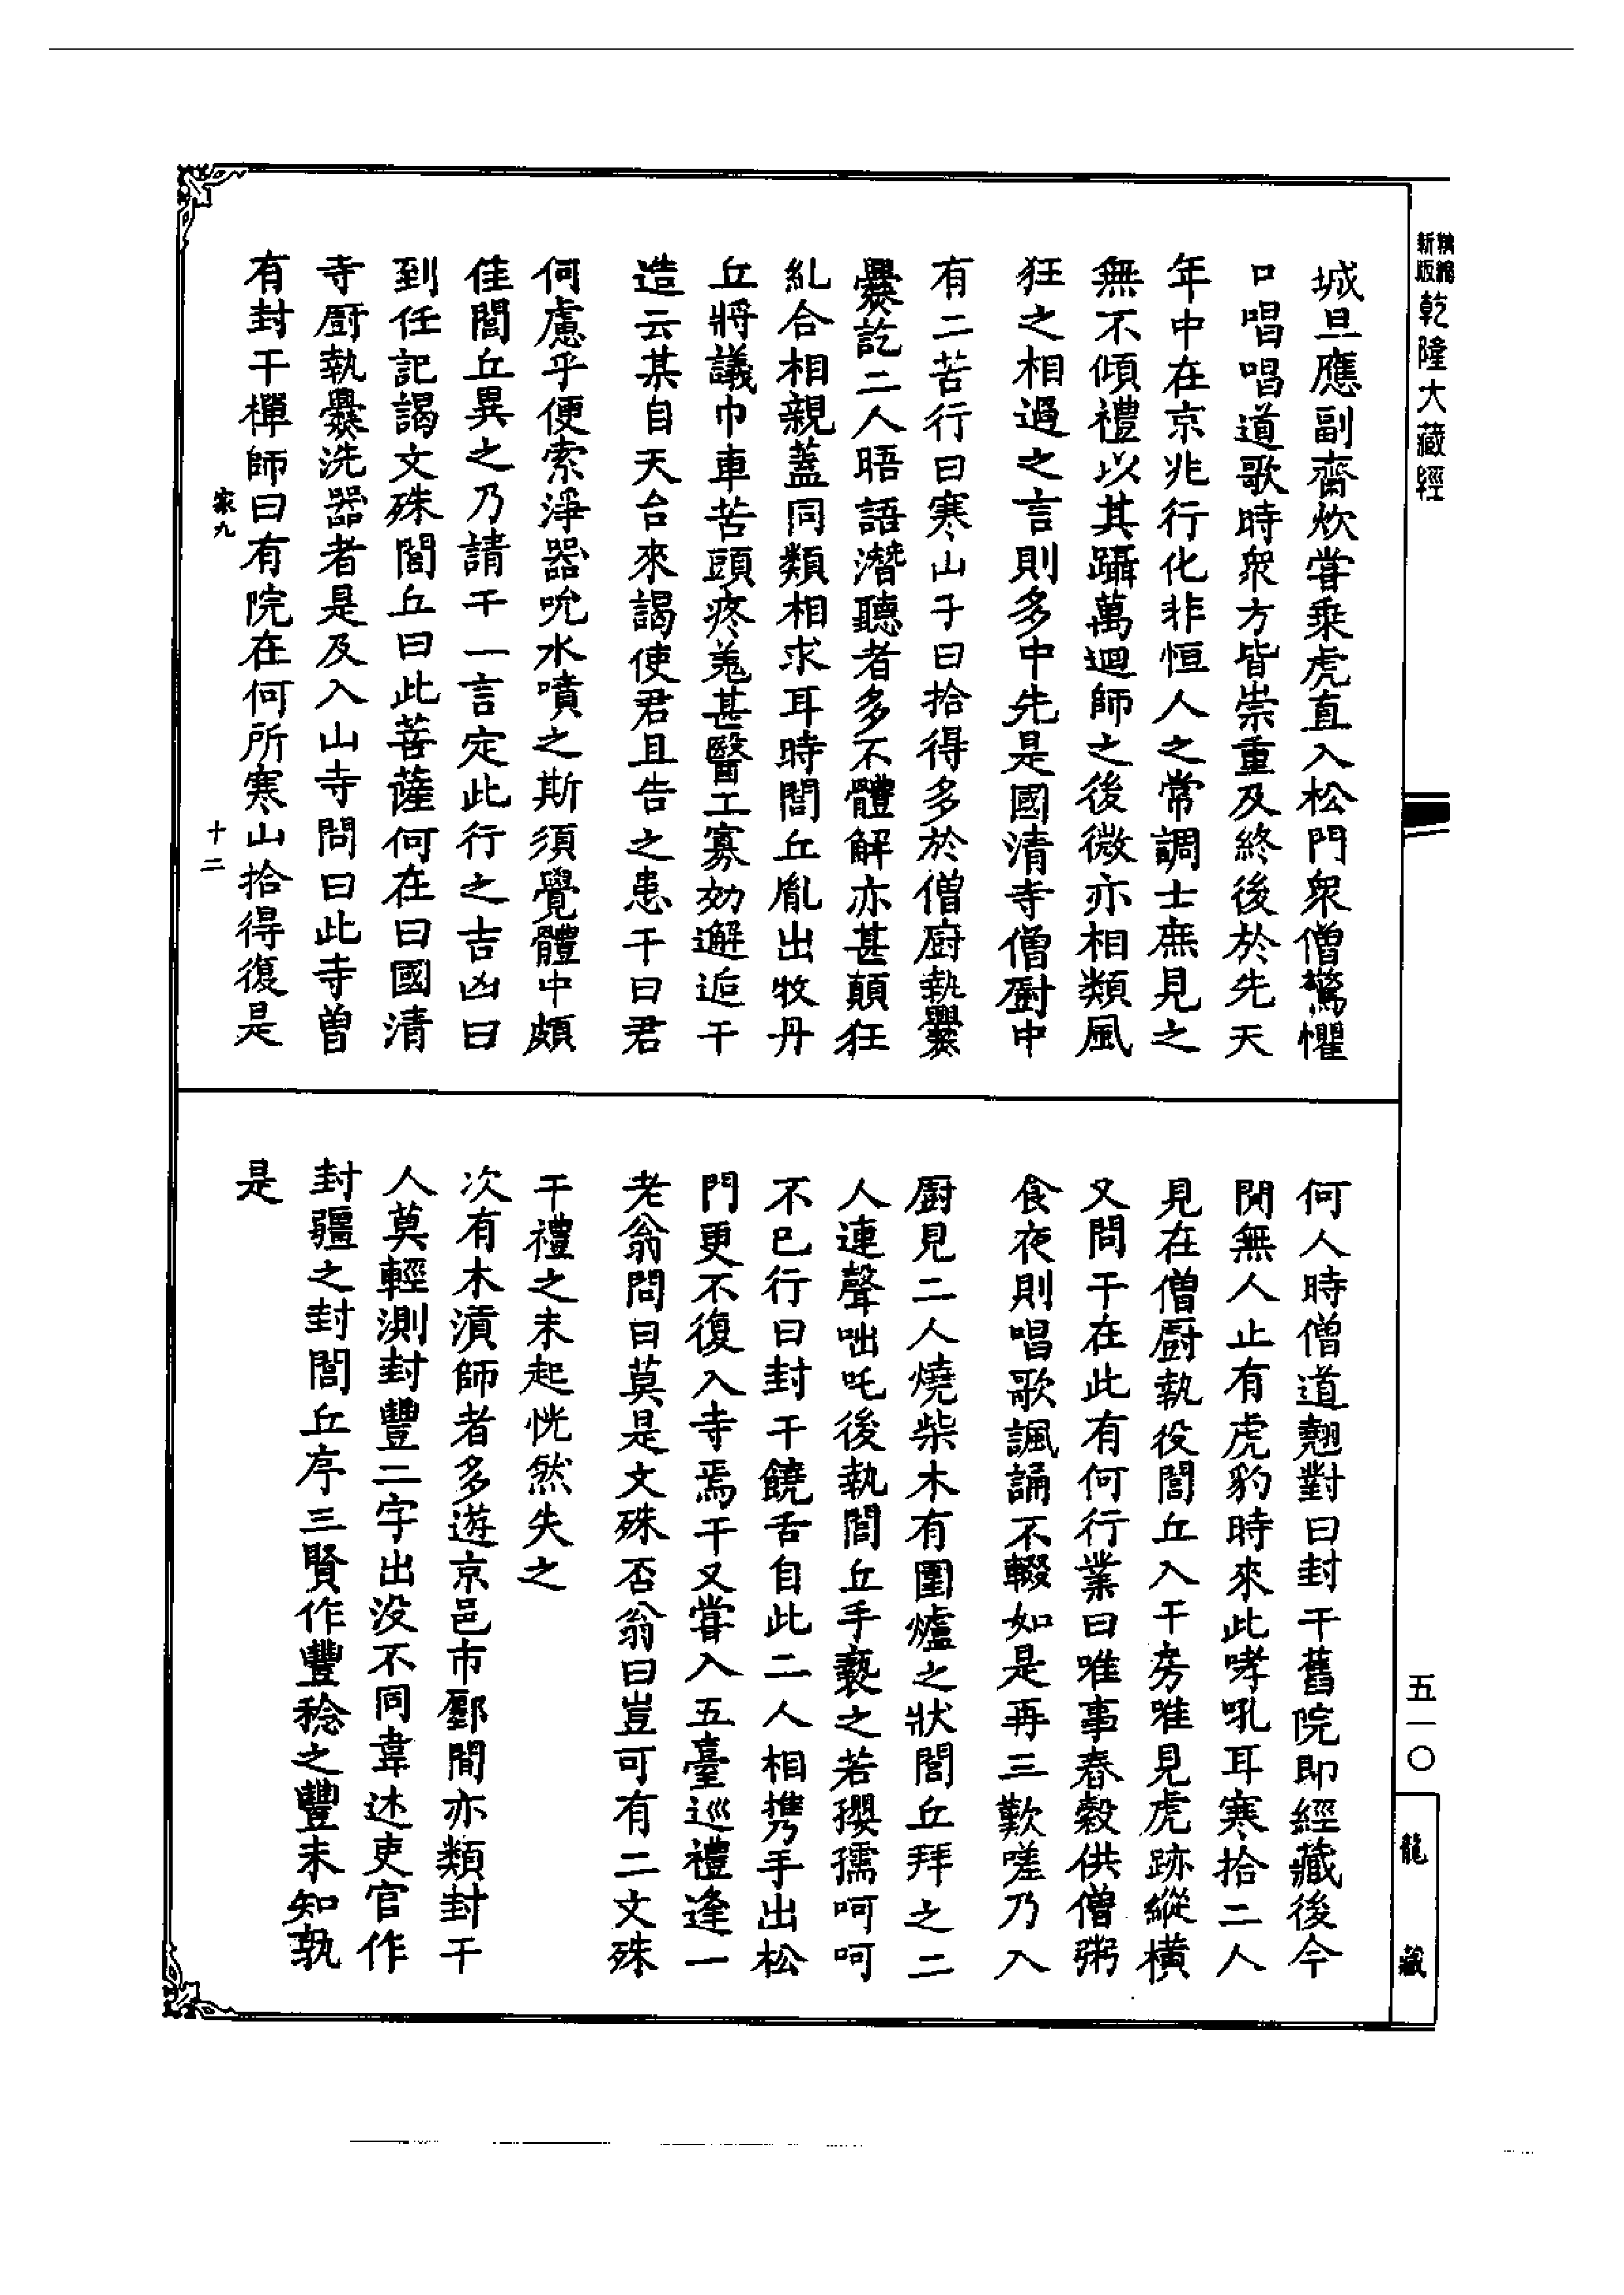 精編
新版
乾隆大藏經
城旦應副齋炊嘗乗虎直入松門衆僧驚懼
口唱唱道歌時衆方皆崇重及終後於先天
年中在京兆行化非恒人之常調士庶見之
無不傾禮以其躡萬迴師之後微亦相類風
狂之相過之言則多中先是國清寺僧厨中
有二苦行曰寒山子曰拾得多於僧厨執爨
爨訖二人晤語潛聽者多不體解亦甚顛狂
糺合相親蓋同類相求耳時閭丘胤出牧丹
丘將議巾車苦頭疼羗甚醫工寡効邂逅干
造云某自天台來謁使君且告之患干曰君
何慮乎便索淨器吮水噴之斯須覺體中頗
佳閭丘異之乃請干一言定此行之吉凶曰
到任記謁文殊閭丘曰此菩薩何在曰國清
寺厨執爨洗器者是及入山寺問曰此寺曾
有封干禪師曰有院在何所寒山拾得復是
家九
十二
何人時僧道翹對曰封干舊院即經藏後今
閴無人止有虎豹時來此哮吼耳寒拾二人
見在僧厨執役閭丘入干房唯見虎跡縱橫
又問干在此有何行業曰唯事舂穀供僧粥
食夜則唱歌諷誦不輟如是再三歎嗟乃入
厨見二人燒柴木有圍爐之狀閭丘拜之二
人連聲咄吒後執閭丘手褻之若孾孺呵呵
不已行曰封干饒舌自此二人相携手出松
門更不復入寺焉干又嘗入五臺巡禮逢一
老翁問曰莫是文殊否翁曰豈可有二文殊
干禮之未起恍然失之
次有木㵋師者多遊京邑市鄽間亦類封干
人莫輕測封豐二字出没不同韋述吏官作
封疆之封閭丘序三賢作豐稔之豐未知孰
是
五一〇
龍藏